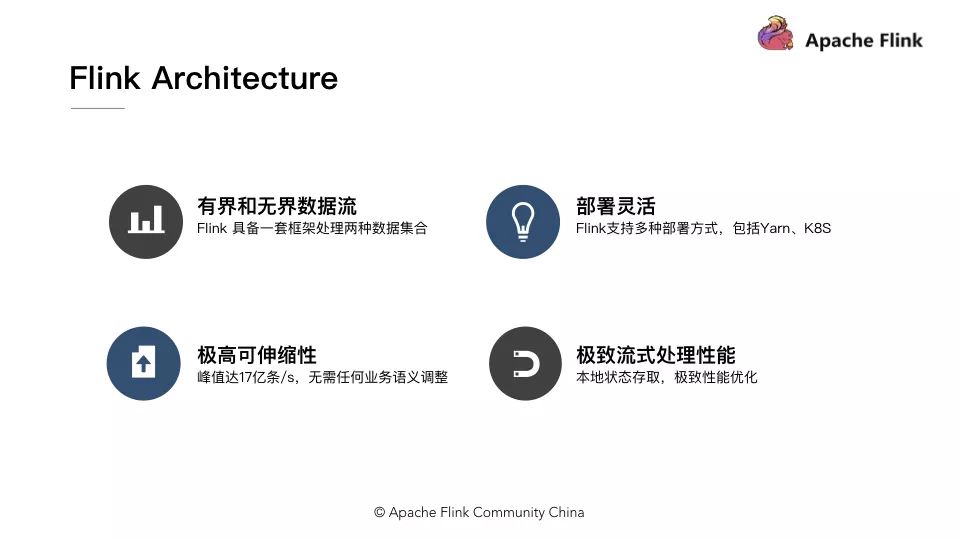 Apache Flink
Flink Architecture
有界和无界数据流
Flink 具备一套框架处理两种数据集合
部署灵活
Flink支持多种部署方式，包括Yarn、K8S
极高可伸缩性
峰值达17亿条/s，无需任何业务语义调整
极致流式处理性能
本地状态存取，极致性能优化
© Apache Flink Community China